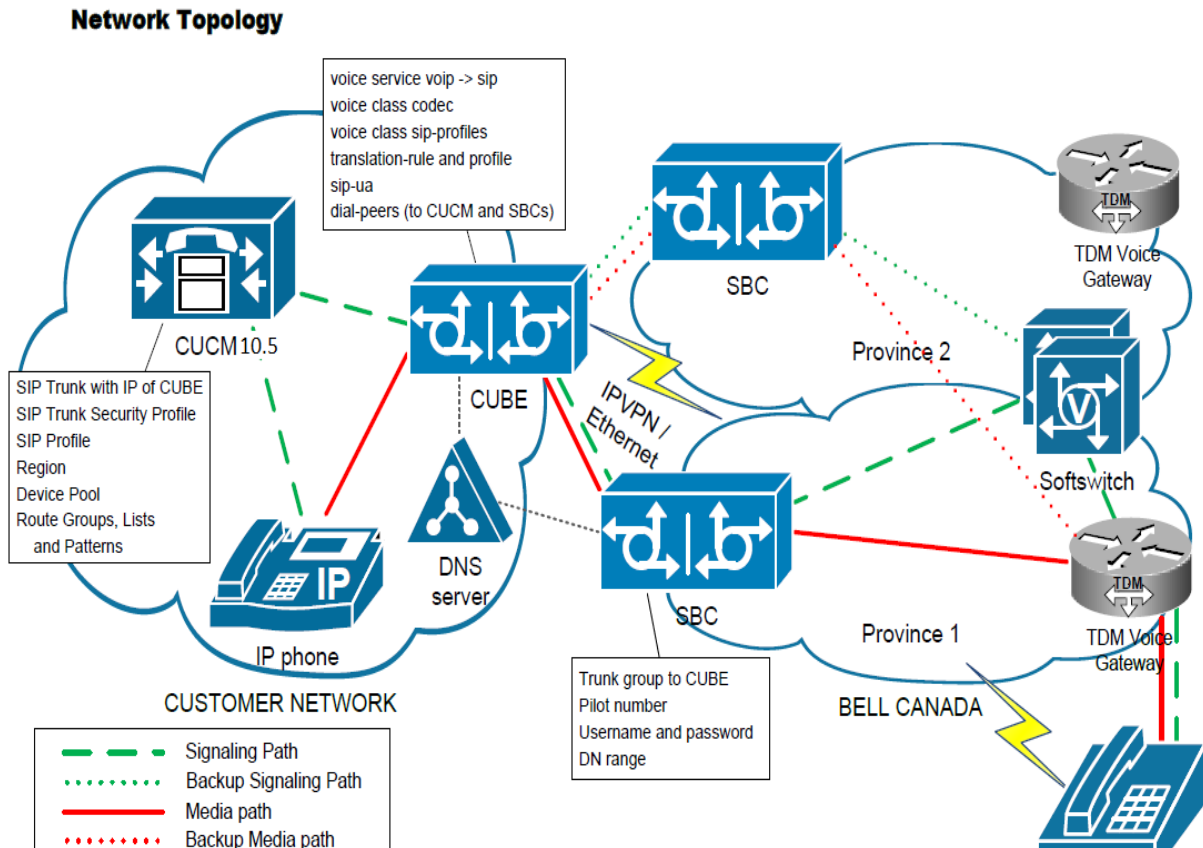 Network Topology
voice service voip -> sip
voice class codec
voice class sip-profiles
translation-rule and profile
sip-ua
dial-peers (to CUCM and SBCs)
TDM
TDM Voice
Gateway
SBC
CUCM 10.5
Province 2
CUBE
IPVPN /
Ethernet
SIP Trunk with IP of CUBE
SIP Trunk Security Profile
SIP Profile
Region
Device Pool
Route Groups, Lists
and Patterns
V
Softswitch
IP
DNS
server
SBC
TDM
IP phone
Province 1
TDM Voice
Gateway
CUSTOMER NETWORK
Trunk group to CUBE
Pilot number
Username and password
DN range
BELL CANADA
Signaling Path
Backup Signaling Path
Media path
Backup Media path